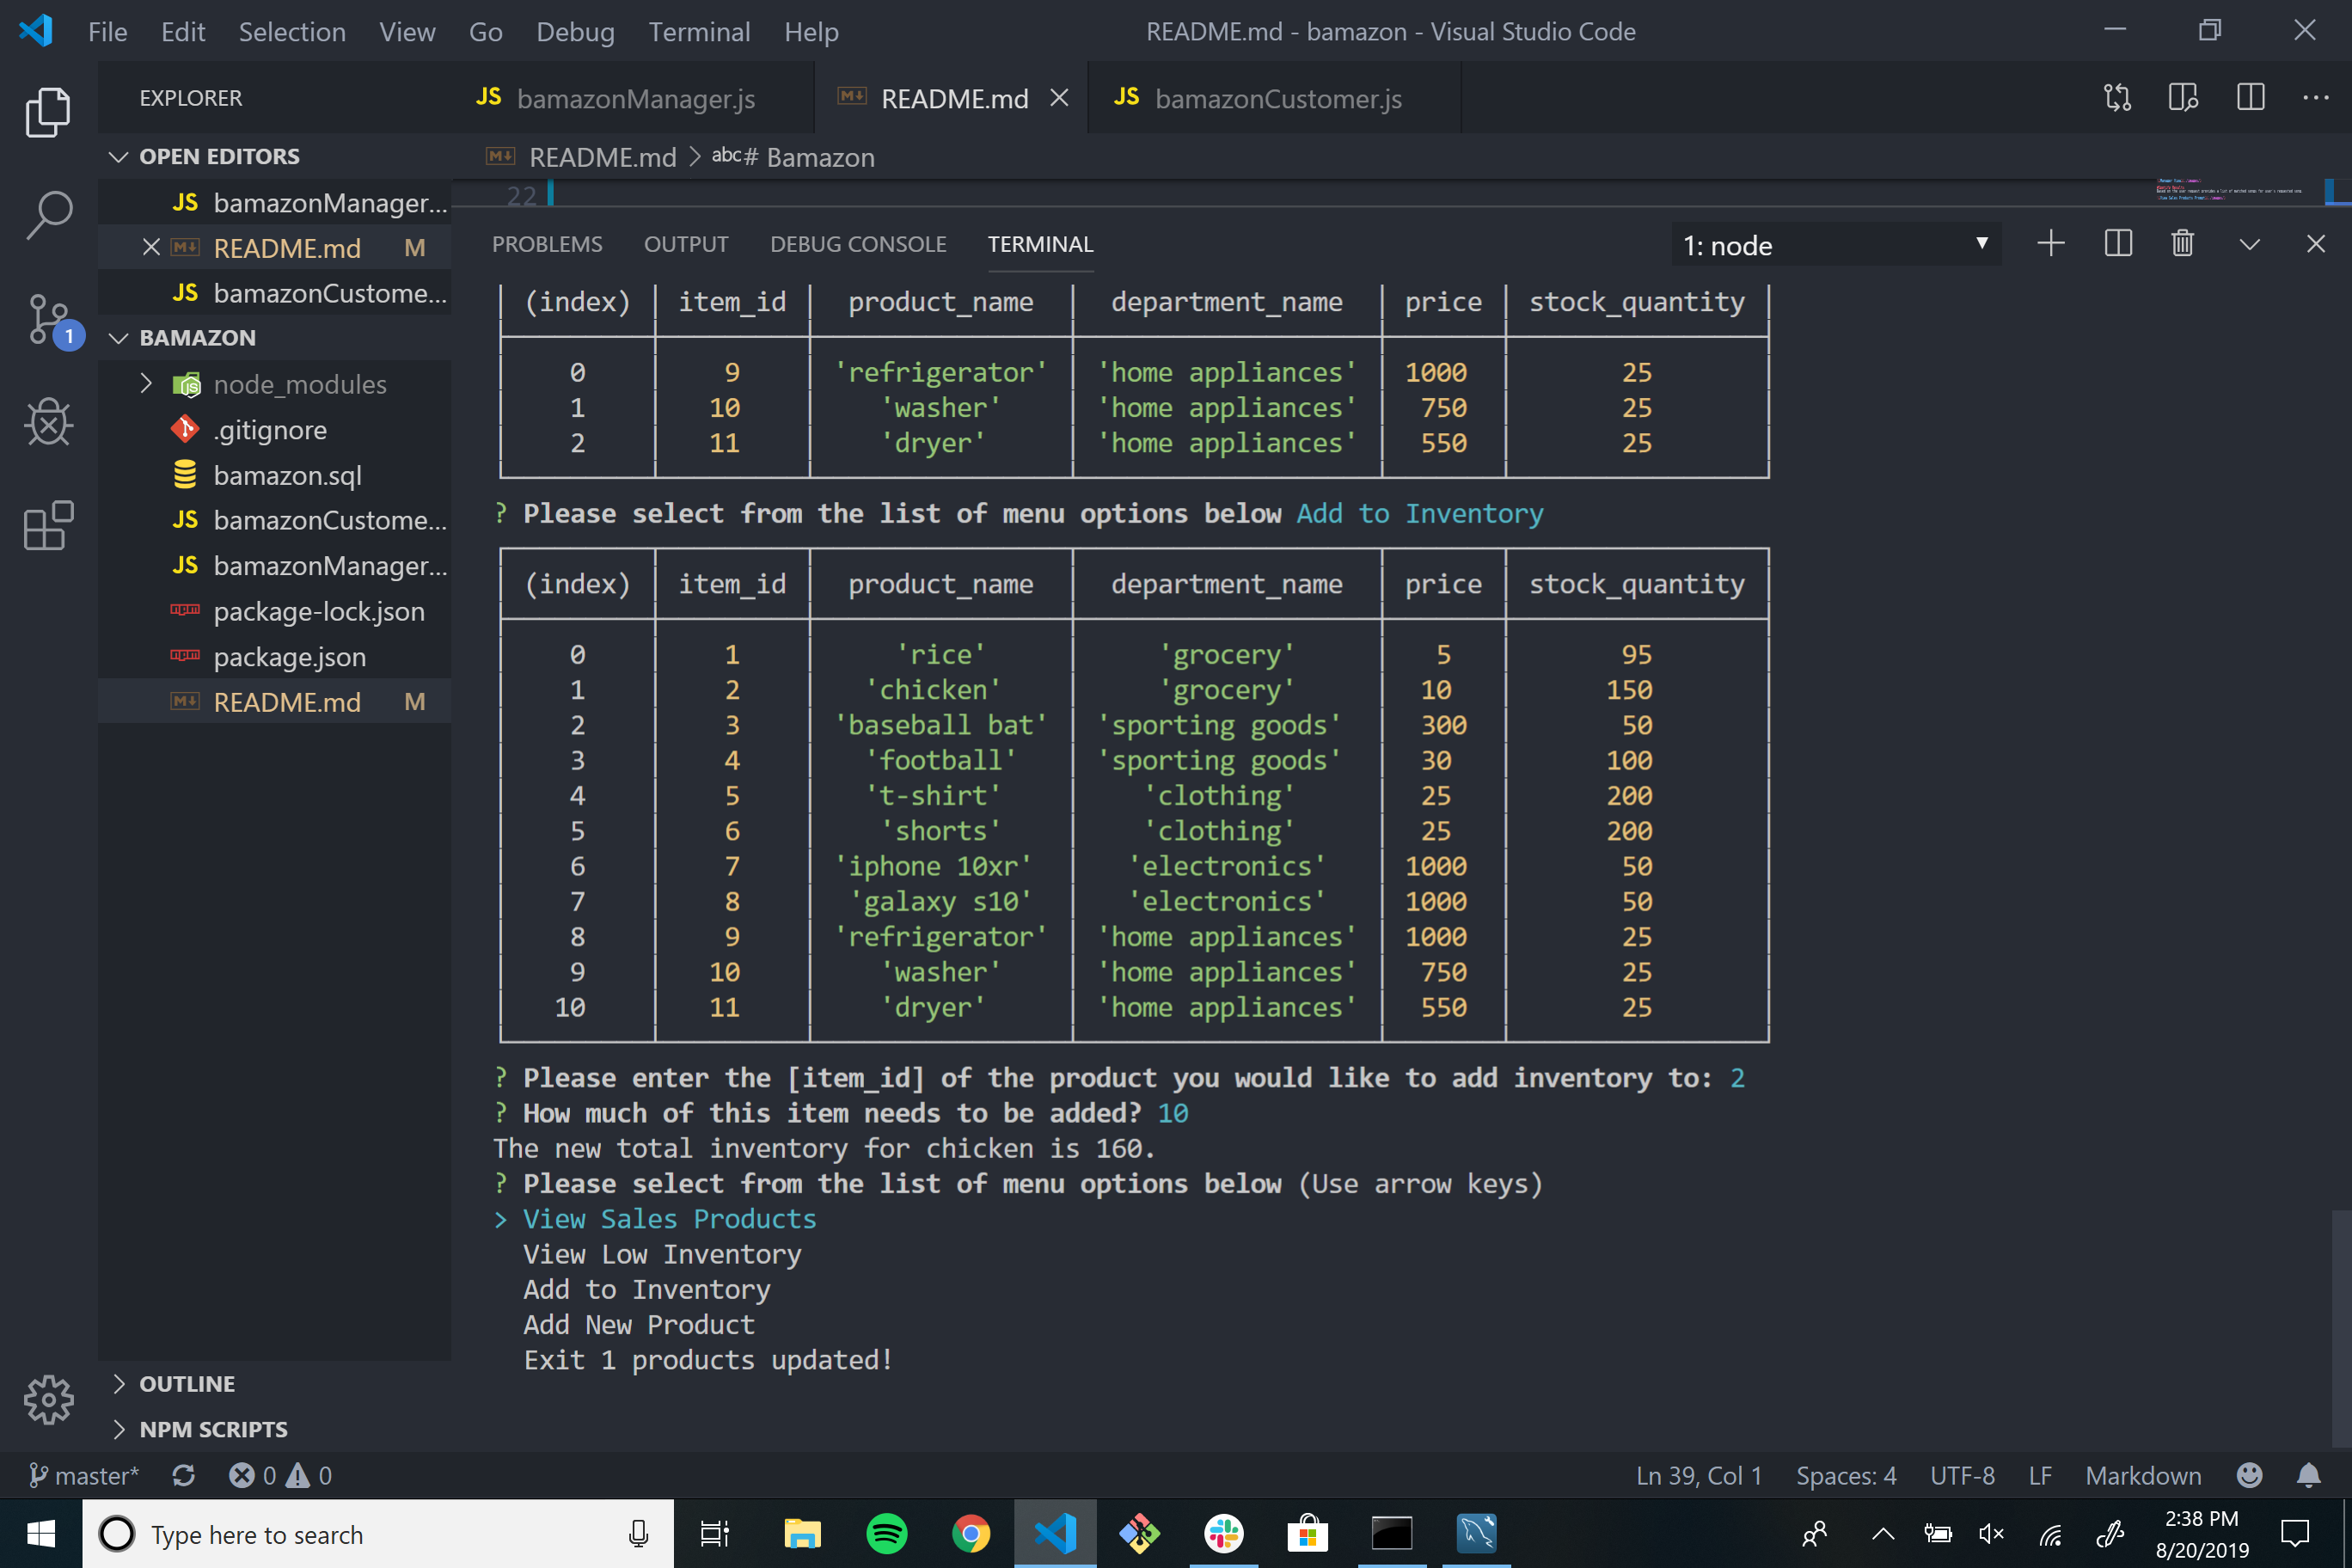 File Edit Selection View Go Debug Terminal Help
README.md - bamazon - Visual Studio Code
EXPLORER
JS bamazonManager.js
README.md
JS bamazonCustomer.js
OPEN EDITORS
JS bamazonManager...
README.md M
JS bamazonCustome...
BAMAZON
node_modules
.gitignore
bamazon.sql
JS bamazonCustome...
JS bamazonManager...
package-lock.json
package.json
README.md M
OUTLINE
NPM SCRIPTS
1
README.md > abc # Bamazon
22
PROBLEMS OUTPUT DEBUG CONSOLE TERMINAL
1: node
(index) item_id product_name department_name price stock_quantity
0 9 'refrigerator' 'home appliances' 1000 25
1 10 'washer' 'home appliances' 750 25
2 11 'dryer' 'home appliances' 550 25
? Please select from the list of menu options below Add to Inventory
(index) item_id product_name department_name price stock_quantity
0 1 'rice' 'grocery' 5 95
1 2 'chicken' 'grocery' 10 150
2 3 'baseball bat' 'sporting goods' 300 50
3 4 'football' 'sporting goods' 30 100
4 5 't-shirt' 'clothing' 25 200
5 6 'shorts' 'clothing' 25 200
6 7 'iphone 10xr' 'electronics' 1000 50
7 8 'galaxy s10' 'electronics' 1000 50
8 9 'refrigerator' 'home appliances' 1000 25
9 10 'washer' 'home appliances' 750 25
10 11 'dryer' 'home appliances' 550 25
? Please enter the [item_id] of the product you would like to add inventory to: 2
? How much of this item needs to be added? 10
The new total inventory for chicken is 160.
? Please select from the list of menu options below (Use arrow keys)
> View Sales Products
View Low Inventory
Add to Inventory
Add New Product
Exit 1 products updated!
master* 0 0
Ln 39, Col 1 Spaces: 4 UTF-8 LF Markdown
Type here to search
2:38 PM
8/20/2019